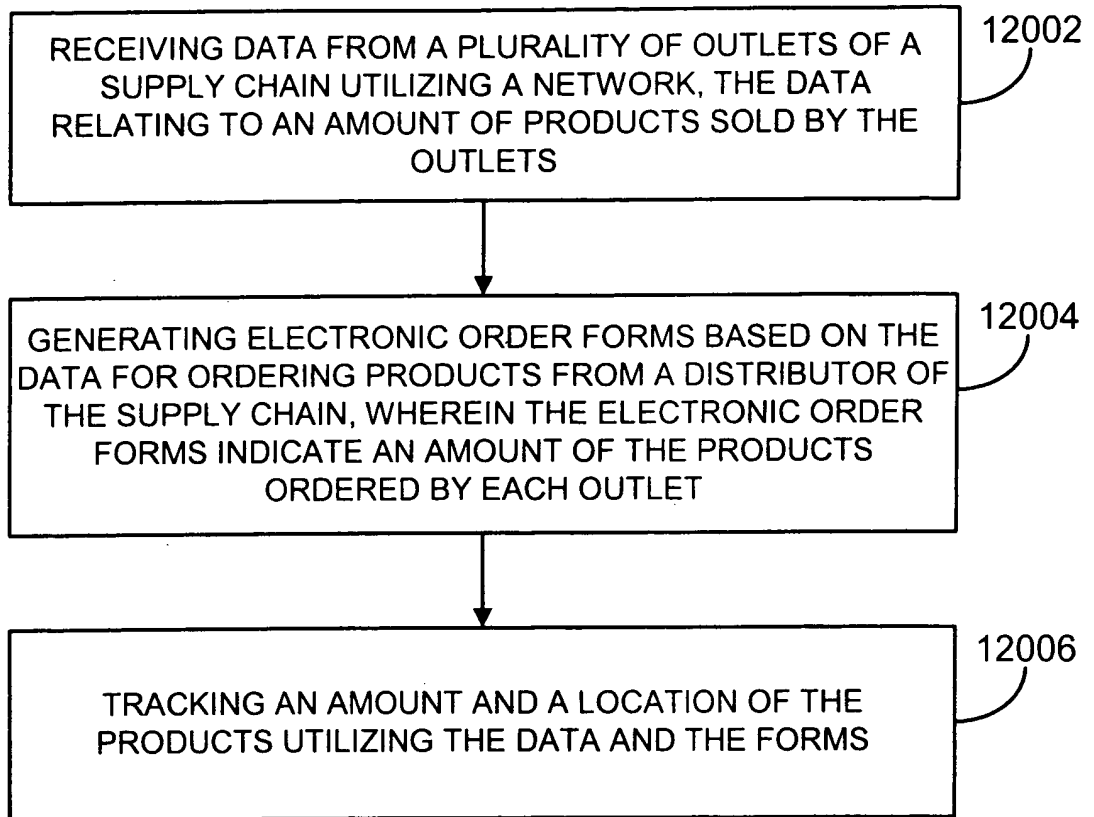 RECEIVING DATA FROM A PLURALITY OF OUTLETS OF A
SUPPLY CHAIN UTILIZING A NETWORK, THE DATA
RELATING TO AN AMOUNT OF PRODUCTS SOLD BY THE
OUTLETS
12002
GENERATING ELECTRONIC ORDER FORMS BASED ON THE
DATA FOR ORDERING PRODUCTS FROM A DISTRIBUTOR OF
THE SUPPLY CHAIN, WHEREIN THE ELECTRONIC ORDER
FORMS INDICATE AN AMOUNT OF THE PRODUCTS
ORDERED BY EACH OUTLET
12004
TRACKING AN AMOUNT AND A LOCATION OF THE
PRODUCTS UTILIZING THE DATA AND THE FORMS
12006